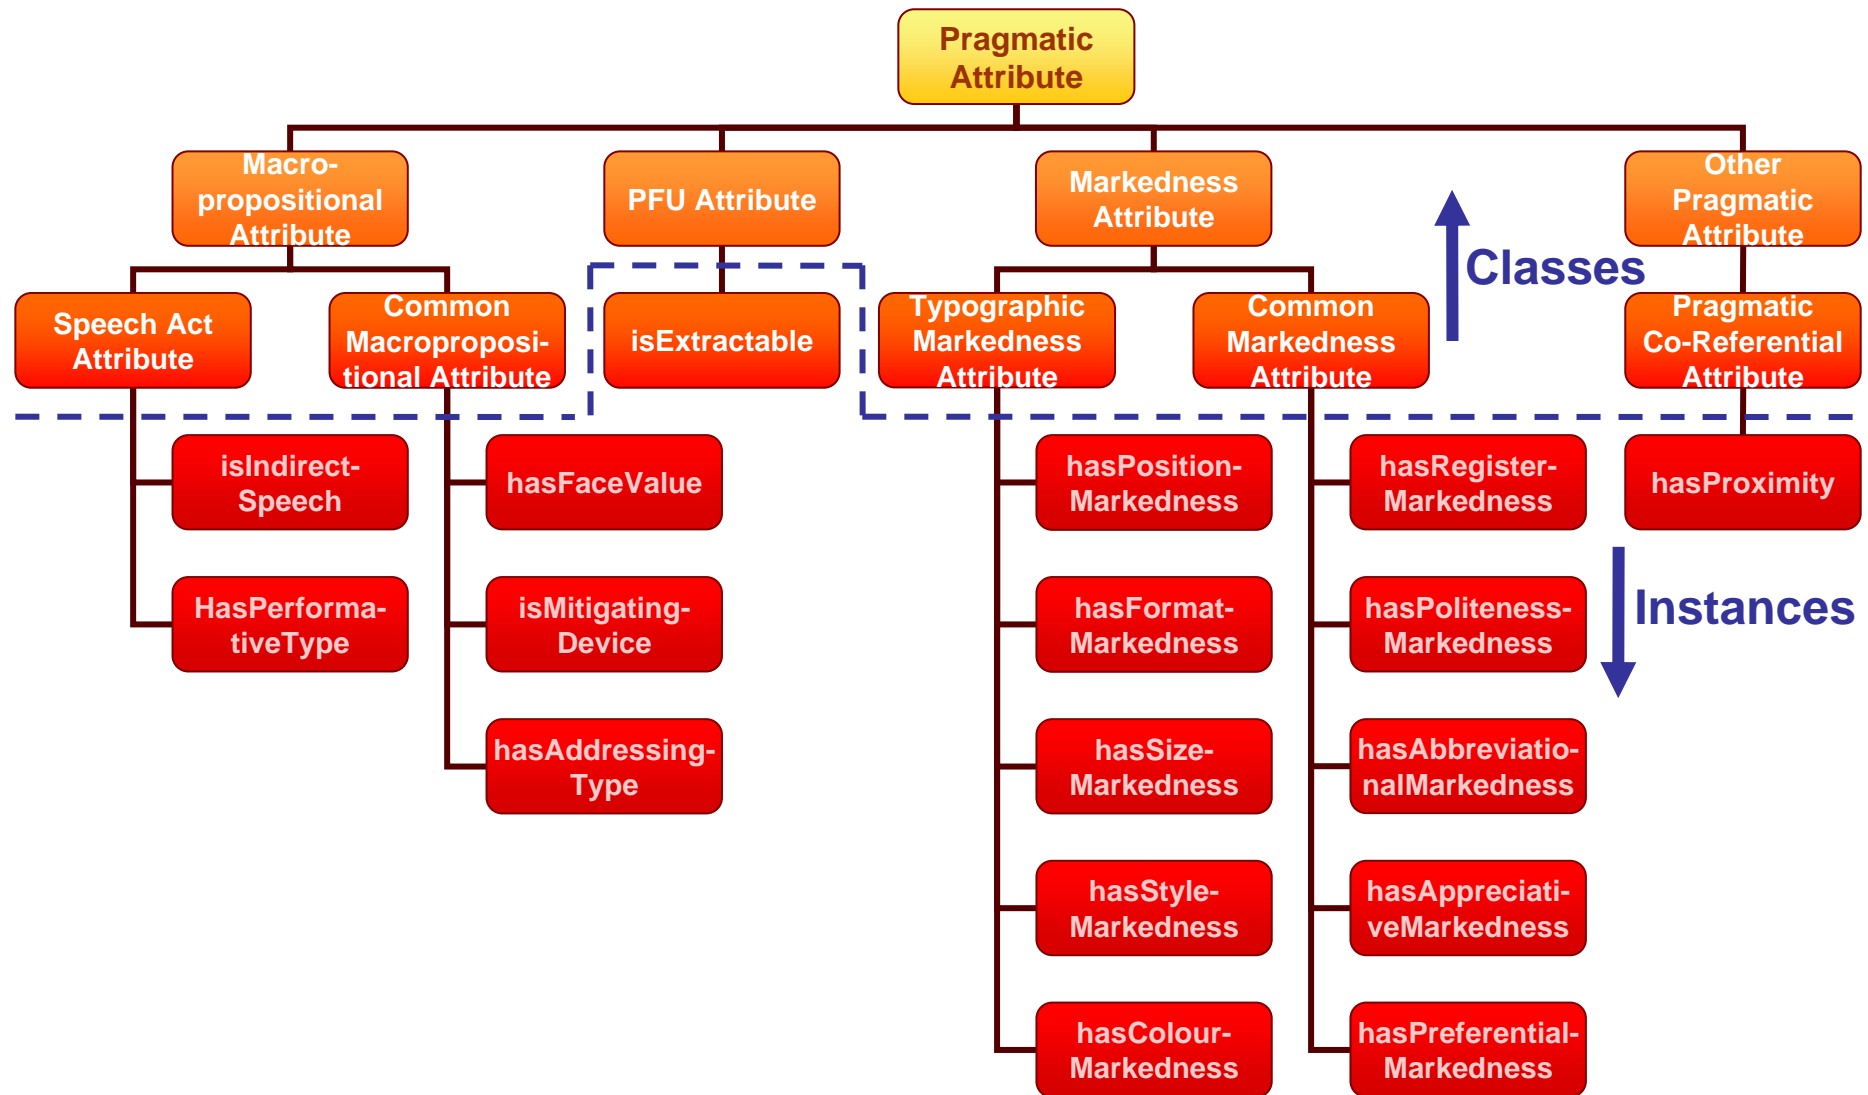 Pragmatic
Attribute
Macro-
propositional
Attribute
PFU Attribute
Markedness
Attribute
Other
Pragmatic
Attribute
Classes
Speech Act
Attribute
Common
Macroproposi-
tional Attribute
isExtractable
Typographic
Markedness
Attribute
Common
Markedness
Attribute
Pragmatic
Co-Referential
Attribute
isIndirect-
Speech
hasFaceValue
hasPosition-
Markedness
hasRegister-
Markedness
hasProximity
HasPerforma-
tiveType
isMitigating-
Device
hasFormat-
Markedness
hasPoliteness-
Markedness
Instances
hasAddressing-
Type
hasSize-
Markedness
hasAbbreviatio-
nalMarkedness
hasStyle-
Markedness
hasAppreciati-
veMarkedness
hasColour-
Markedness
hasPreferential-
Markedness